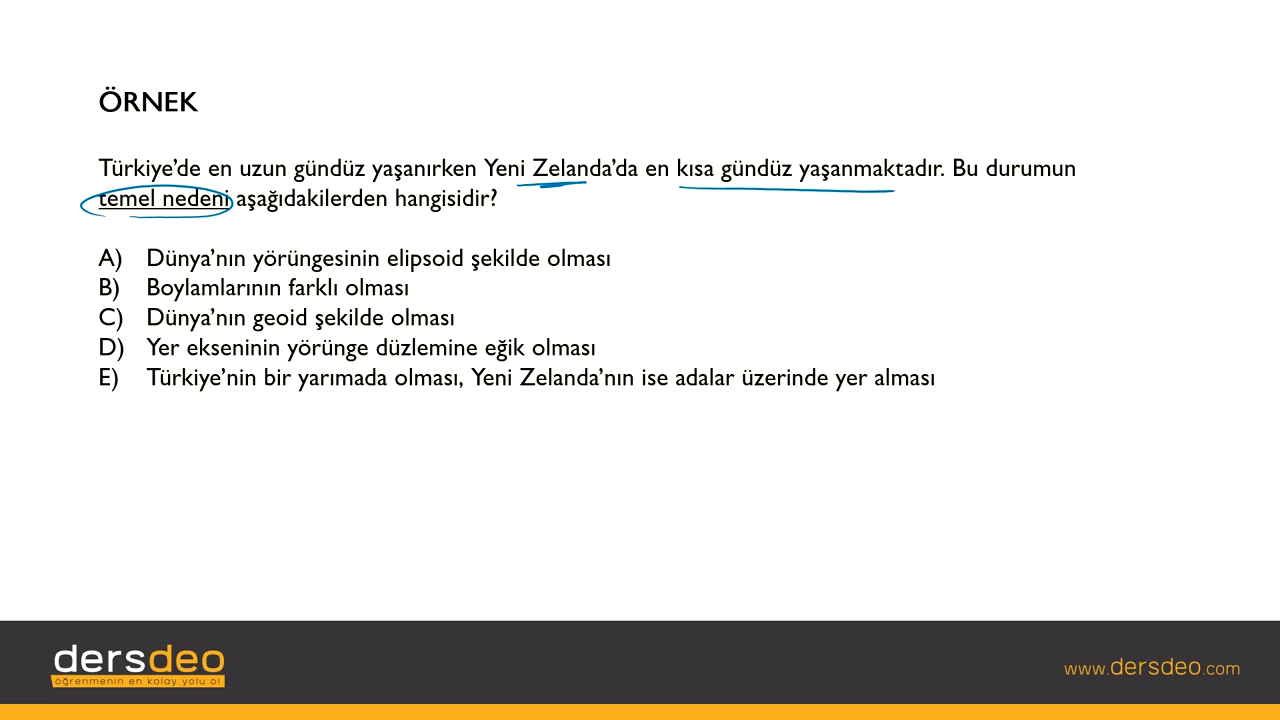 ÖRNEK
Türkiye’de en uzun gündüz yaşanırken Yeni Zelanda’da en kısa gündüz yaşanmaktadır. Bu durumun
temel nedeni aşağıdakilerden hangisidir?
A) Dünya’nın yörüngesinin elipsoid şekilde olması
B) Boylamlarının farklı olması
C) Dünya’nın geoid şekilde olması
D) Yer ekseninin yörünge düzlemine eğik olması
E) Türkiye’nin bir yarımada olması, Yeni Zelanda’nın ise adalar üzerinde yer alması
dersdeo
öğrenmenin en kolay yolu o!
www.dersdeo.com